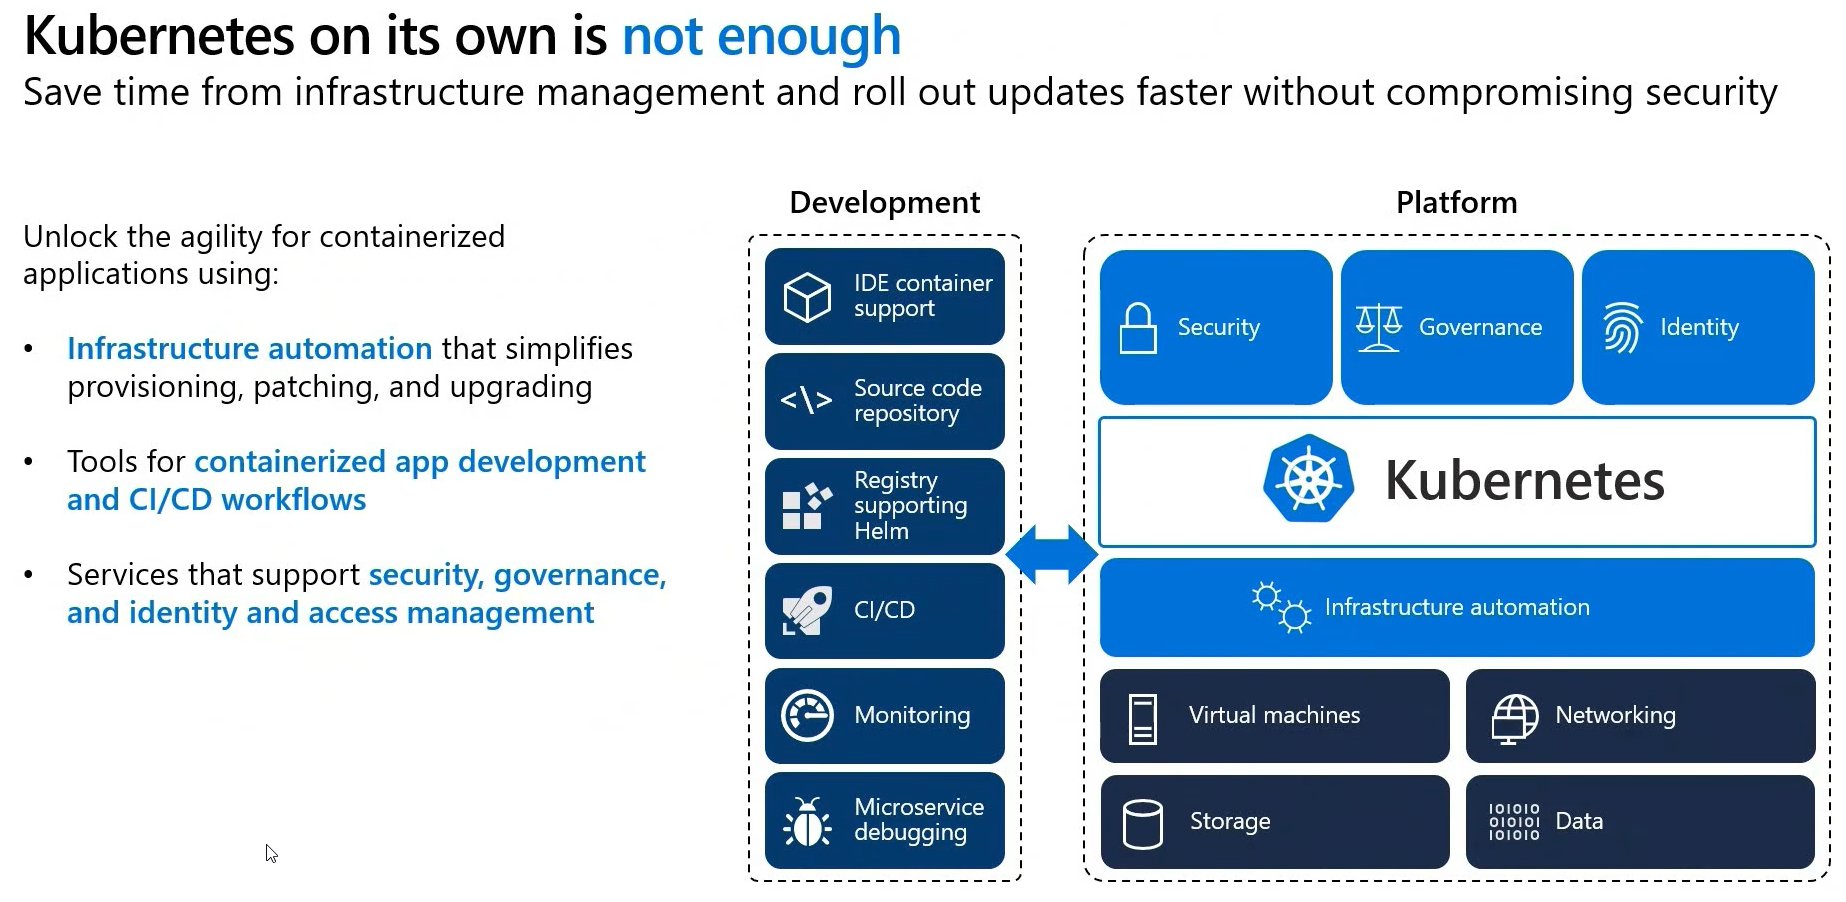 Kubernetes on its own is not enough
Save time from infrastructure management and roll out updates faster without compromising security
Unlock the agility for containerized
applications using:
• Infrastructure automation that simplifies
provisioning, patching, and upgrading
• Tools for containerized app development
and CI/CD workflows
• Services that support security, governance,
and identity and access management
Development
IDE container
support
Source code
repository
Registry
supporting
Helm
CI/CD
Monitoring
Microservice
debugging
Platform
Security
Governance
Identity
Kubernetes
Infrastructure automation
Virtual machines
Networking
Storage
IOIOIO
OIOIOI
IOIOIO
Data